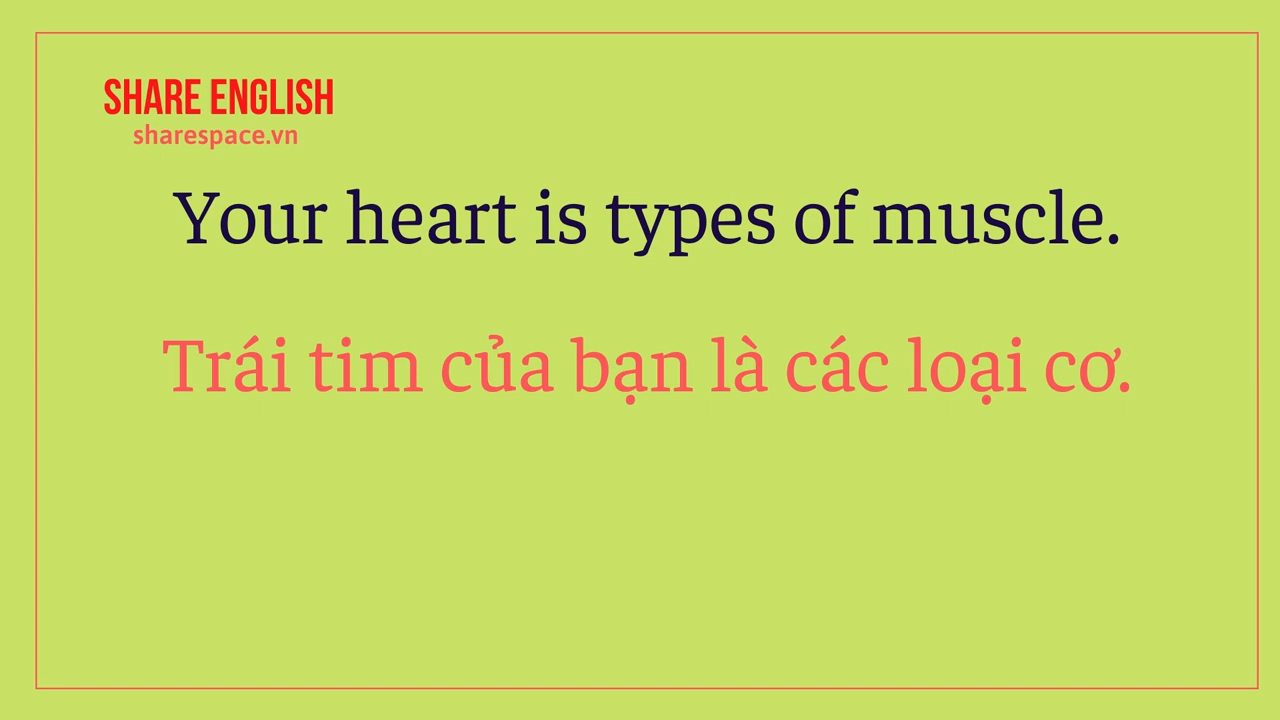 SHARE ENGLISH
sharespace.vn
Your heart is types of muscle.
Trái tim của bạn là các loại cơ.